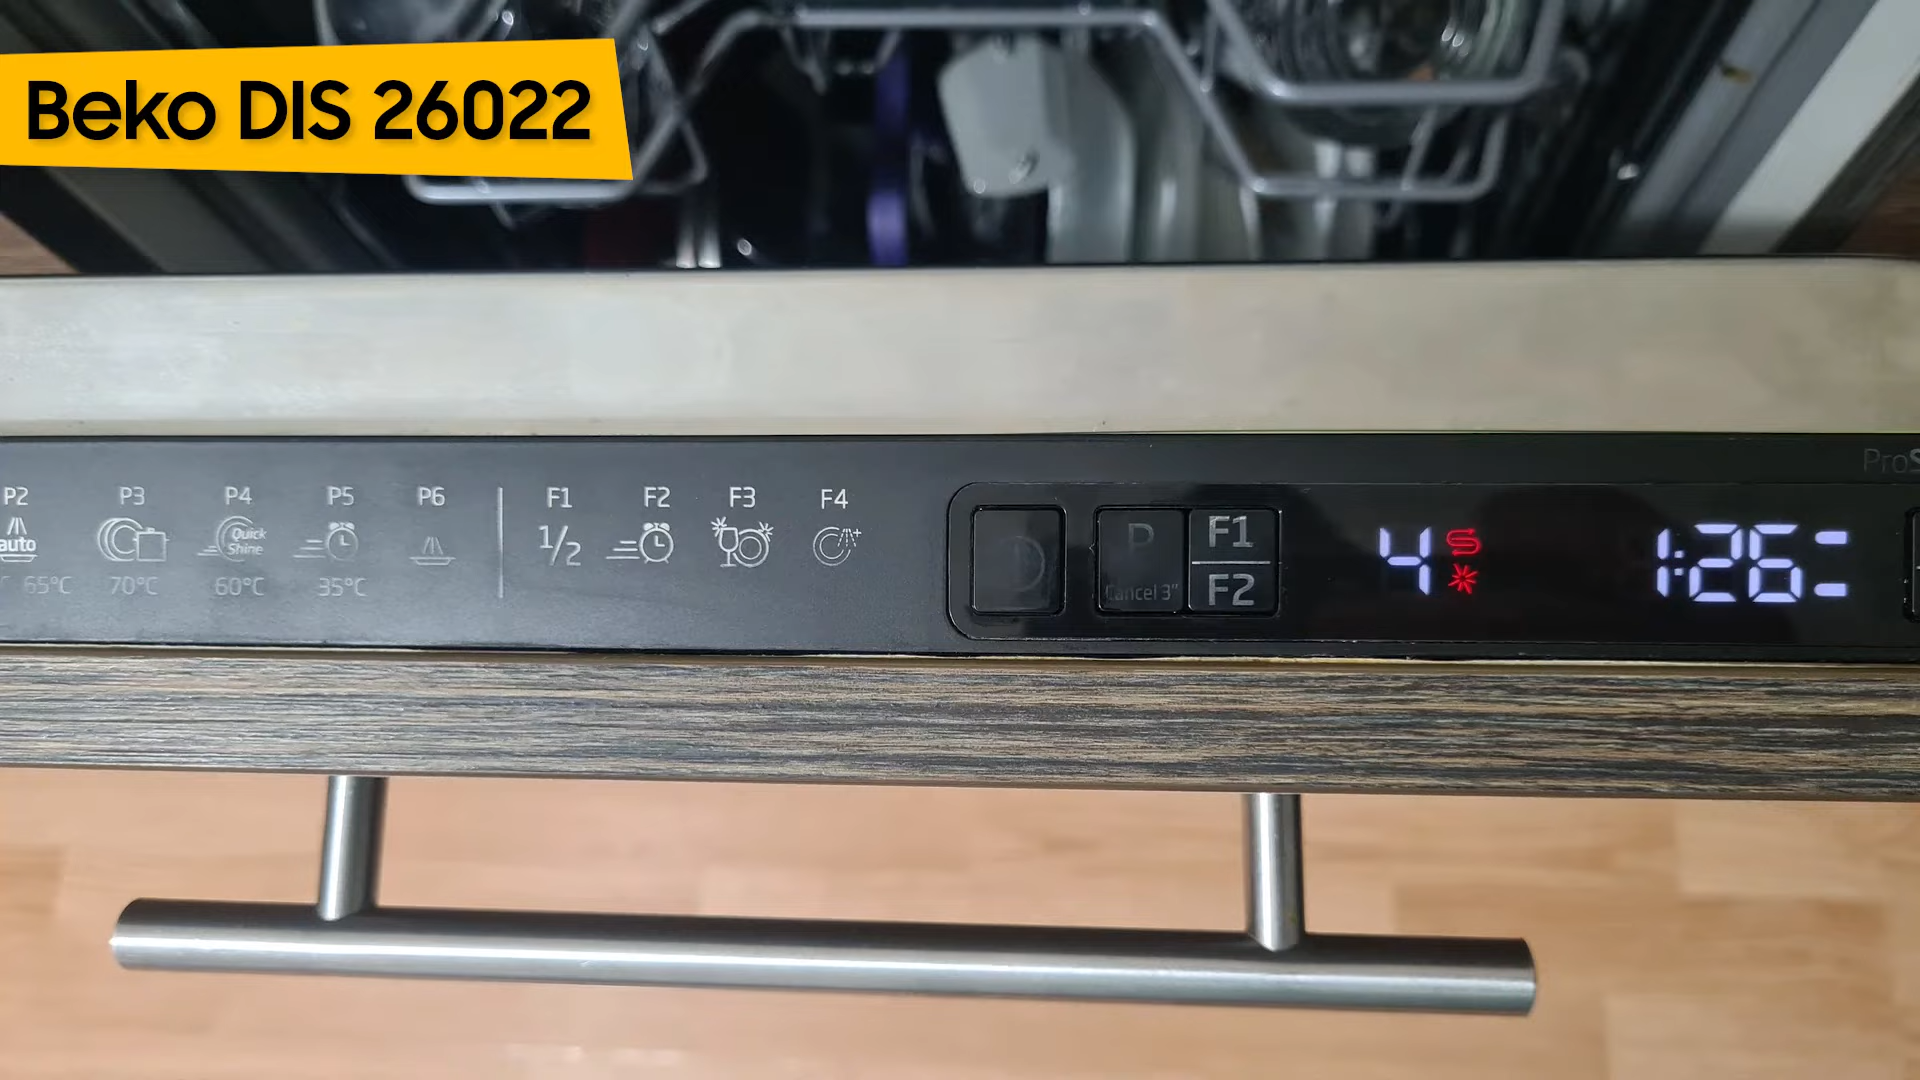 Beko DIS 26022
P2 P3 P4 P5 P6 F1 F2 F3 F4
auto Quick Shine 1/2
65°C 70°C 60°C 35°C
P F1
Cancel 3" F2
4 1:26